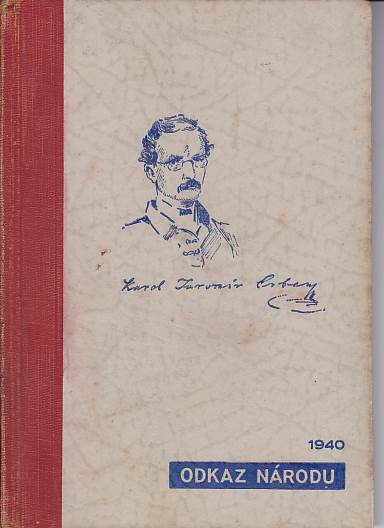 Karel Jaromír Erben
1940
ODKAZ NÁRODU